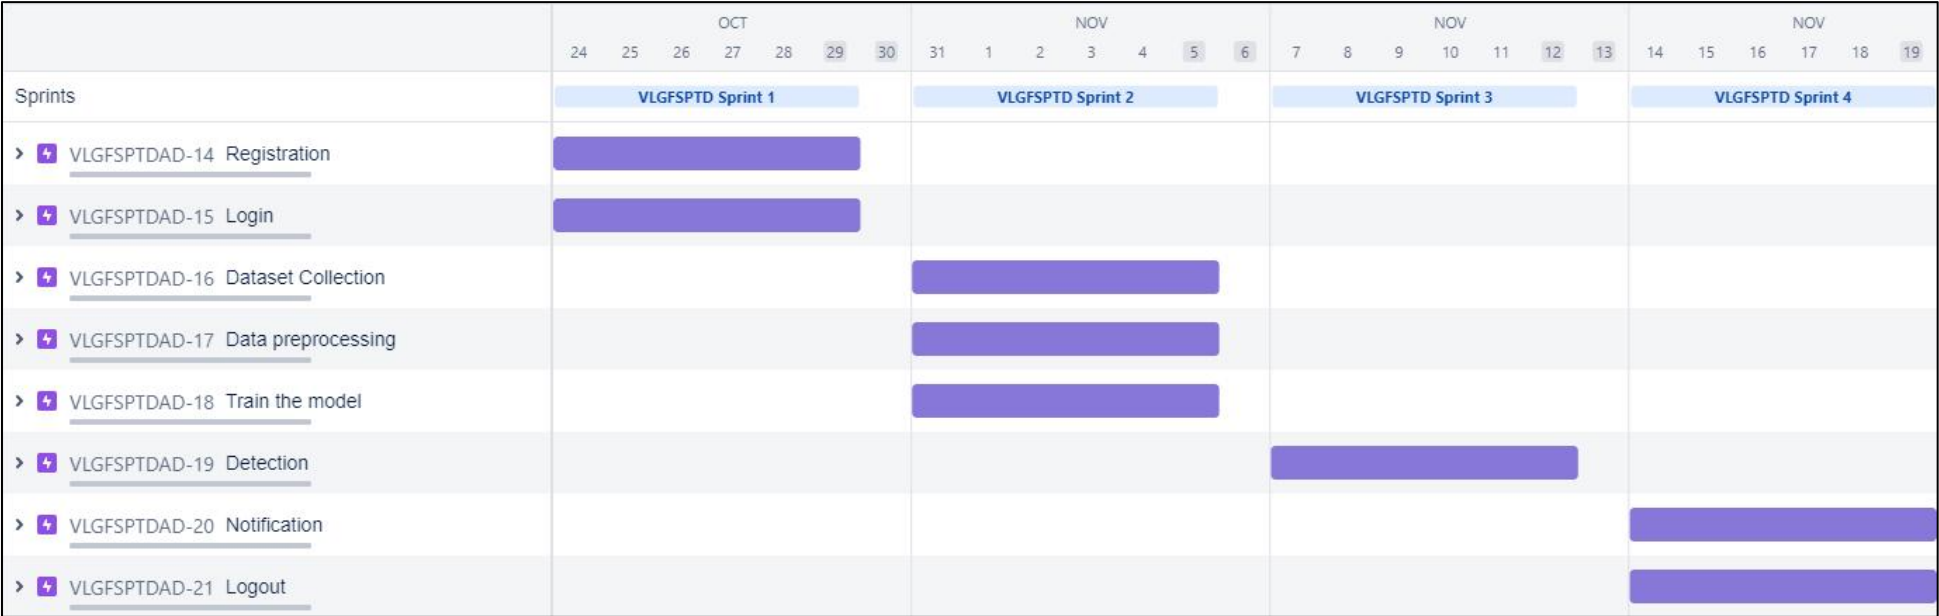 OCT NOV NOV NOV
24 25 26 27 28 29 30 31 1 2 3 4 5 6 7 8 9 10 11 12 13 14 15 16 17 18 19
Sprints VLGFSPTD Sprint 1 VLGFSPTD Sprint 2 VLGFSPTD Sprint 3 VLGFSPTD Sprint 4
VLGFSPTDAD-14 Registration
VLGFSPTDAD-15 Login
VLGFSPTDAD-16 Dataset Collection
VLGFSPTDAD-17 Data preprocessing
VLGFSPTDAD-18 Train the model
VLGFSPTDAD-19 Detection
VLGFSPTDAD-20 Notification
VLGFSPTDAD-21 Logout